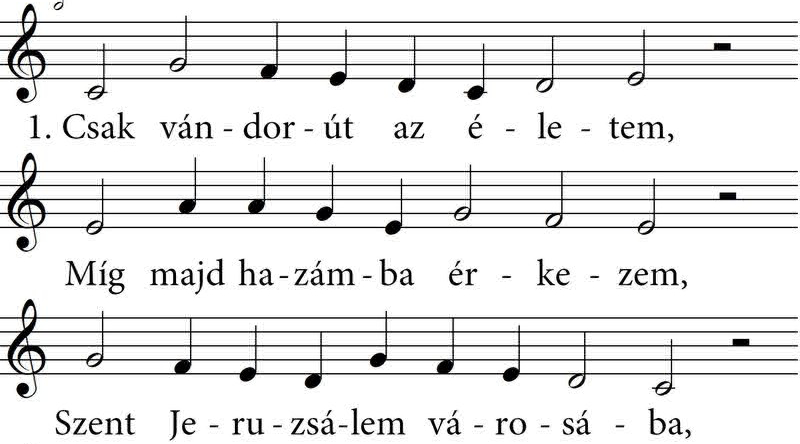 1. Csak ván - dor - út az é - le - tem,
Míg majd ha - zám - ba ér - ke - zem,
Szent Je - ru - zsá - lem vá - ro - sá - ba,